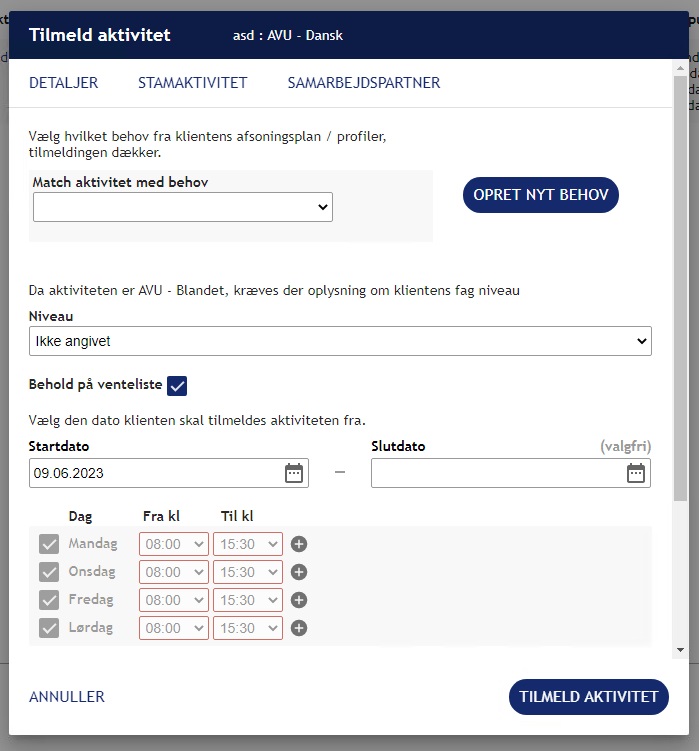 Tilmeld aktivitet asd : AVU - Dansk
DETALJER STAMAKTIVITET SAMARBEJDSPARTNER
Vælg hvilket behov fra klientens afsoningsplan / profiler,
tilmeldingen dækker.
Match aktivitet med behov
OPRET NYT BEHOV
Da aktiviteten er AVU - Blandet, kræves der oplysning om klientens fag niveau
Niveau
Ikke angivet
Behold på venteliste
Vælg den dato klienten skal tilmeldes aktiviteten fra.
Startdato Slutdato (valgfri)
09.06.2023 –
Dag Fra kl Til kl
Mandag 08:00 15:30
Onsdag 08:00 15:30
Fredag 08:00 15:30
Lørdag 08:00 15:30
ANNULLER TILMELD AKTIVITET